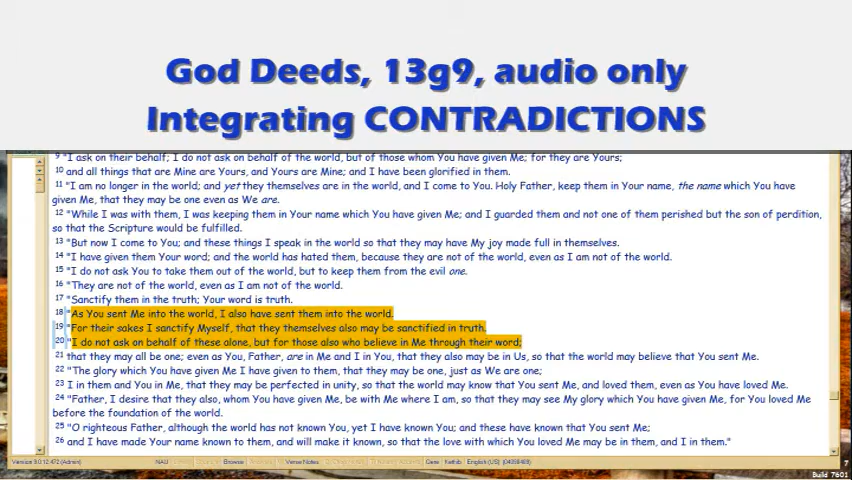 God Deeds, 13g9, audio only
Integrating CONTRADICTIONS
9 "I ask on their behalf; I do not ask on behalf of the world, but of those whom You have given Me; for they are Yours;
10 and all things that are Mine are Yours, and Yours are Mine; and I have been glorified in them.
11 "I am no longer in the world; and yet they themselves are in the world, and I come to You. Holy Father, keep them in Your name, the name which You have
given Me, that they may be one even as We are.
12 "While I was with them, I was keeping them in Your name which You have given Me; and I guarded them and not one of them perished but the son of perdition,
so that the Scripture would be fulfilled.
13 "But now I come to You; and these things I speak in the world so that they may have My joy made full in themselves.
14 "I have given them Your word; and the world has hated them, because they are not of the world, even as I am not of the world.
15 "I do not ask You to take them out of the world, but to keep them from the evil one.
16 "They are not of the world, even as I am not of the world.
17 "Sanctify them in the truth; Your word is truth.
18 "As You sent Me into the world, I also have sent them into the world.
19 "For their sakes I sanctify Myself, that they themselves also may be sanctified in truth.
20 "I do not ask on behalf of these alone, but for those also who believe in Me through their word;
21 that they may all be one; even as You, Father, are in Me and I in You, that they also may be in Us, so that the world may believe that You sent Me.
22 "The glory which You have given Me I have given to them, that they may be one, just as We are one;
23 I in them and You in Me, that they may be perfected in unity, so that the world may know that You sent Me, and loved them, even as You have loved Me.
24 "Father, I desire that they also, whom You have given Me, be with Me where I am, so that they may see My glory which You have given Me, for You loved Me
before the foundation of the world.
25 "O righteous Father, although the world has not known You, yet I have known You; and these have known that You sent Me;
26 and I have made Your name known to them, and will make it known, so that the love with which You loved Me may be in them, and I in them."
NAU Browse Verse Notes English (US)
7
Build 7601